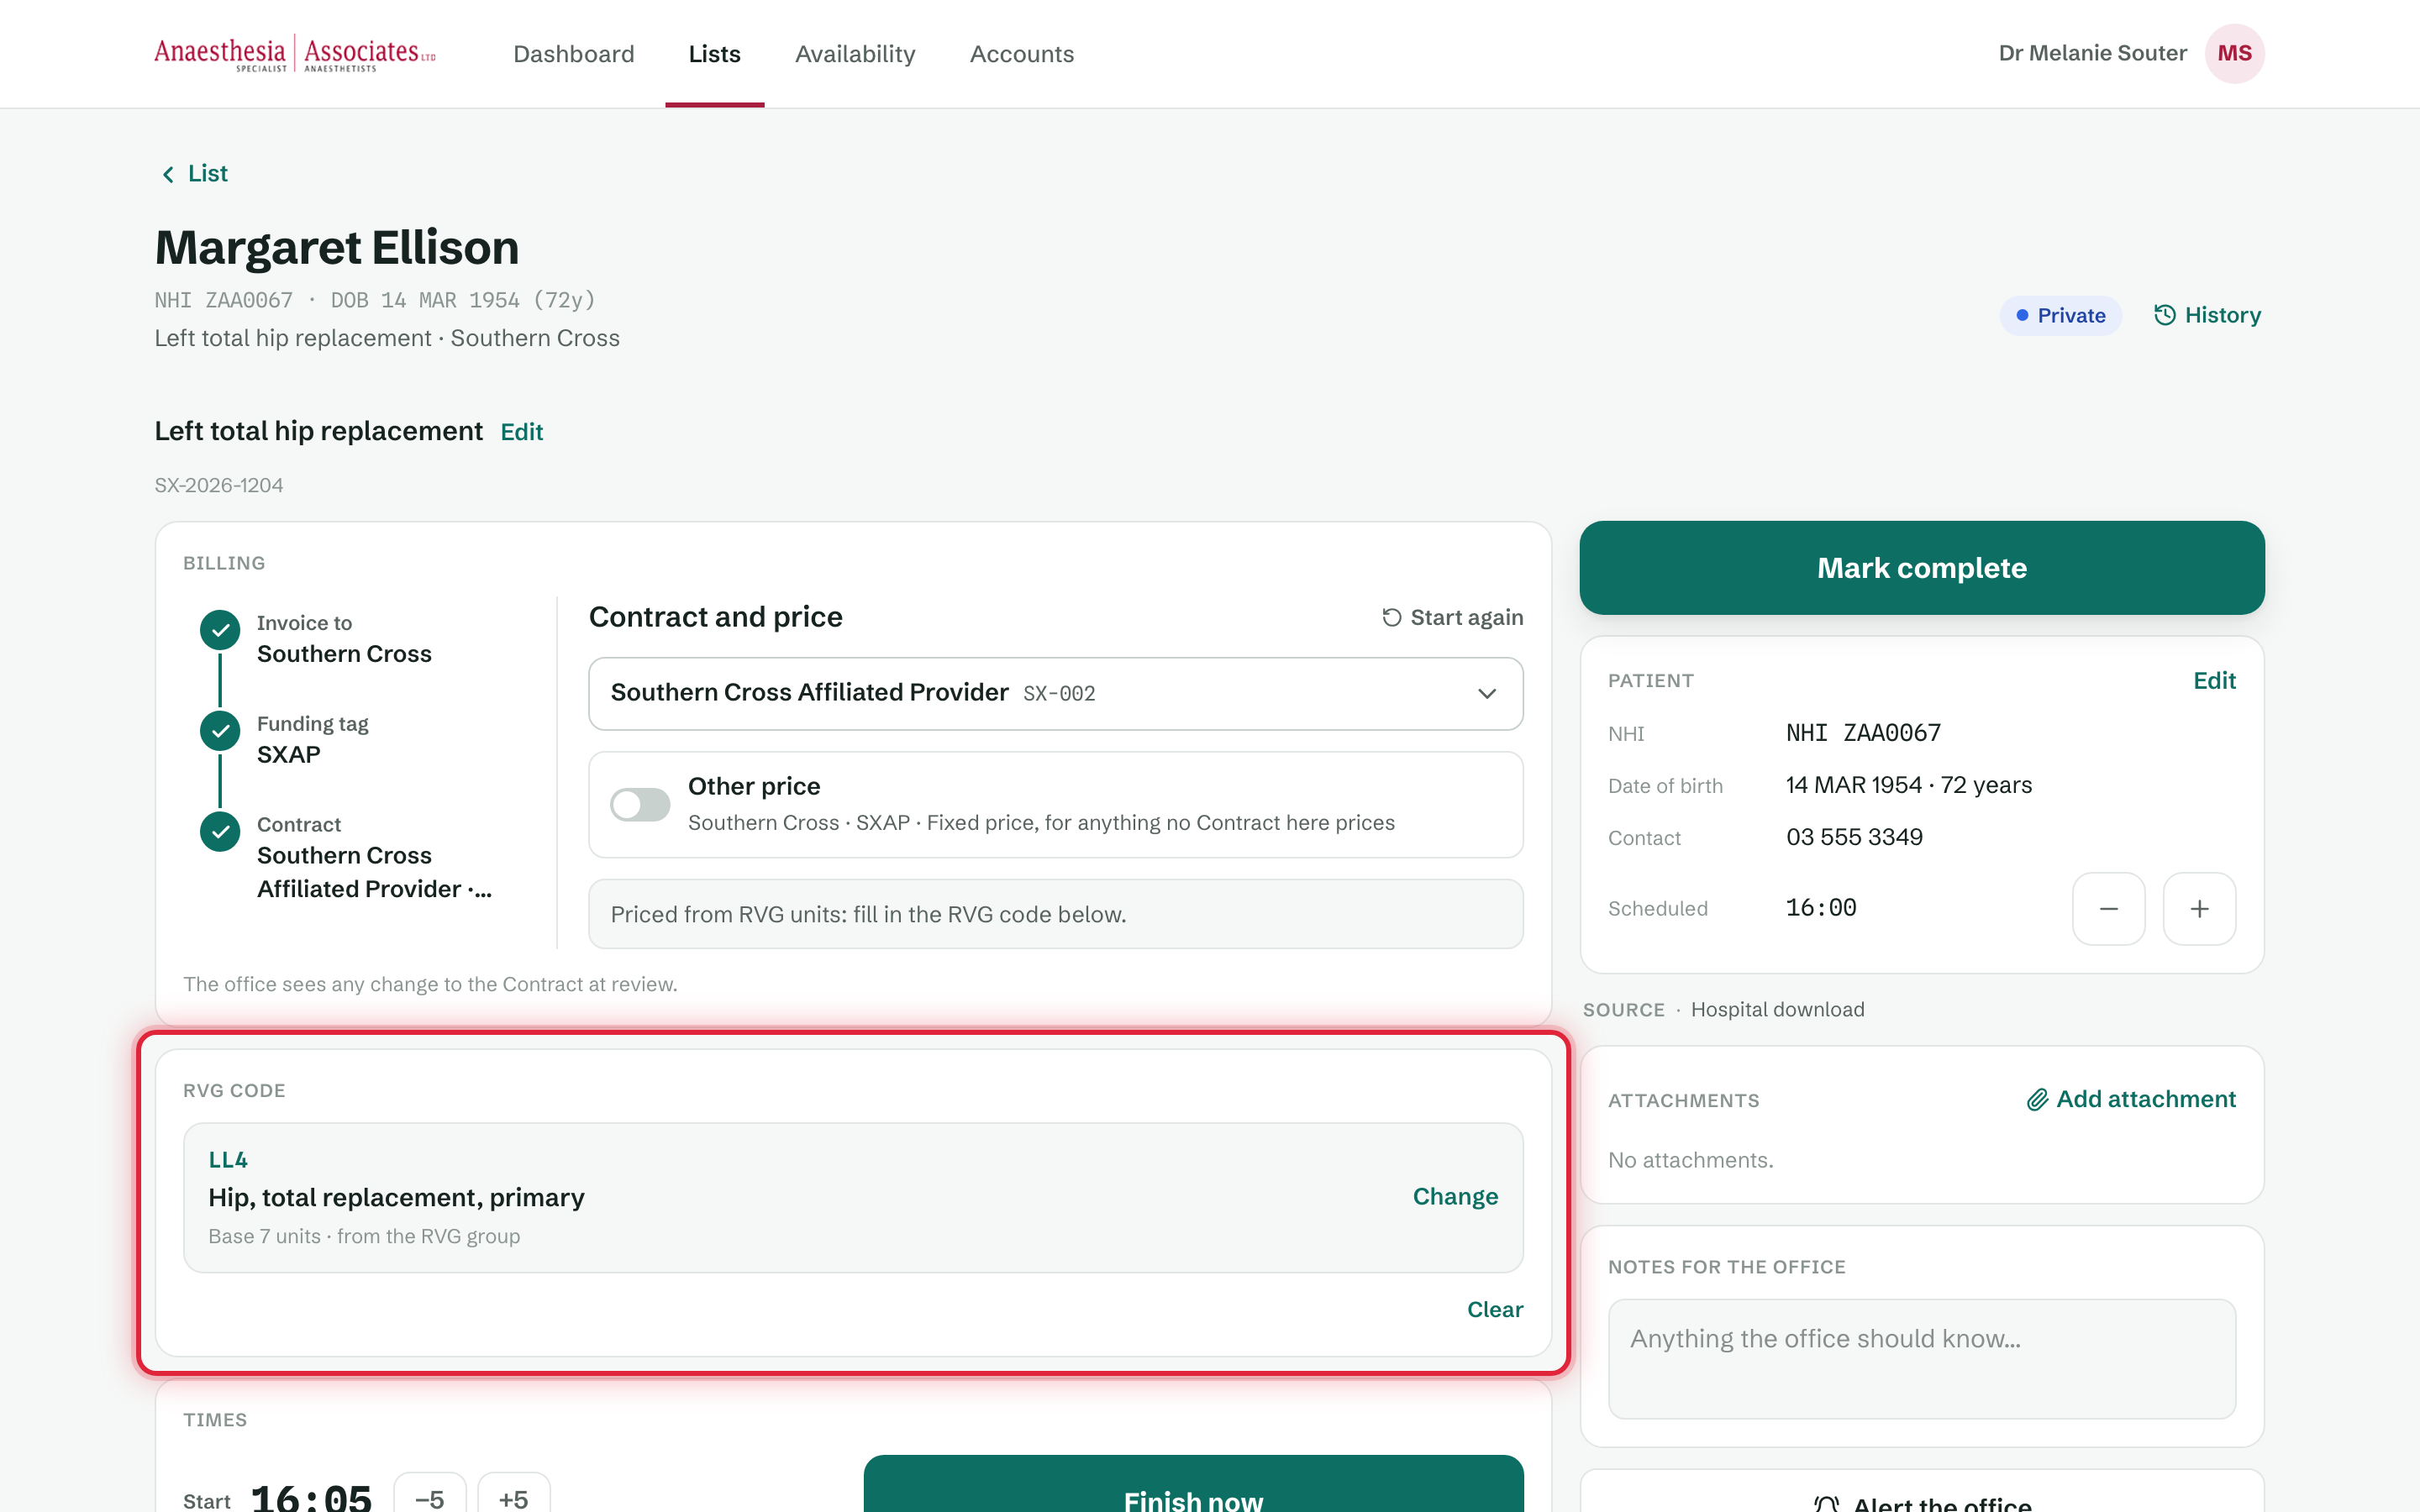 Anaesthesia | Associates LTD
SPECIALIST ANAESTHETISTS
Dashboard
Lists
Availability
Accounts
Dr Melanie Souter
MS
List
Margaret Ellison
NHI ZAA0067 · DOB 14 MAR 1954 (72y)
Left total hip replacement · Southern Cross
Private
History
Left total hip replacement
Edit
SX-2026-1204
BILLING
Invoice to
Southern Cross
Funding tag
SXAP
Contract
Southern Cross
Affiliated Provider ·...
Contract and price
Start again
Southern Cross Affiliated Provider SX-002
Other price
Southern Cross · SXAP · Fixed price, for anything no Contract here prices
Priced from RVG units: fill in the RVG code below.
The office sees any change to the Contract at review.
RVG CODE
LL4
Hip, total replacement, primary
Base 7 units · from the RVG group
Change
Clear
TIMES
Start
16:05
−5
+5
Finish now
Mark complete
PATIENT
Edit
NHI
NHI ZAA0067
Date of birth
14 MAR 1954 · 72 years
Contact
03 555 3349
Scheduled
16:00
−
+
SOURCE · Hospital download
ATTACHMENTS
Add attachment
No attachments.
NOTES FOR THE OFFICE
Anything the office should know...
Alert the office